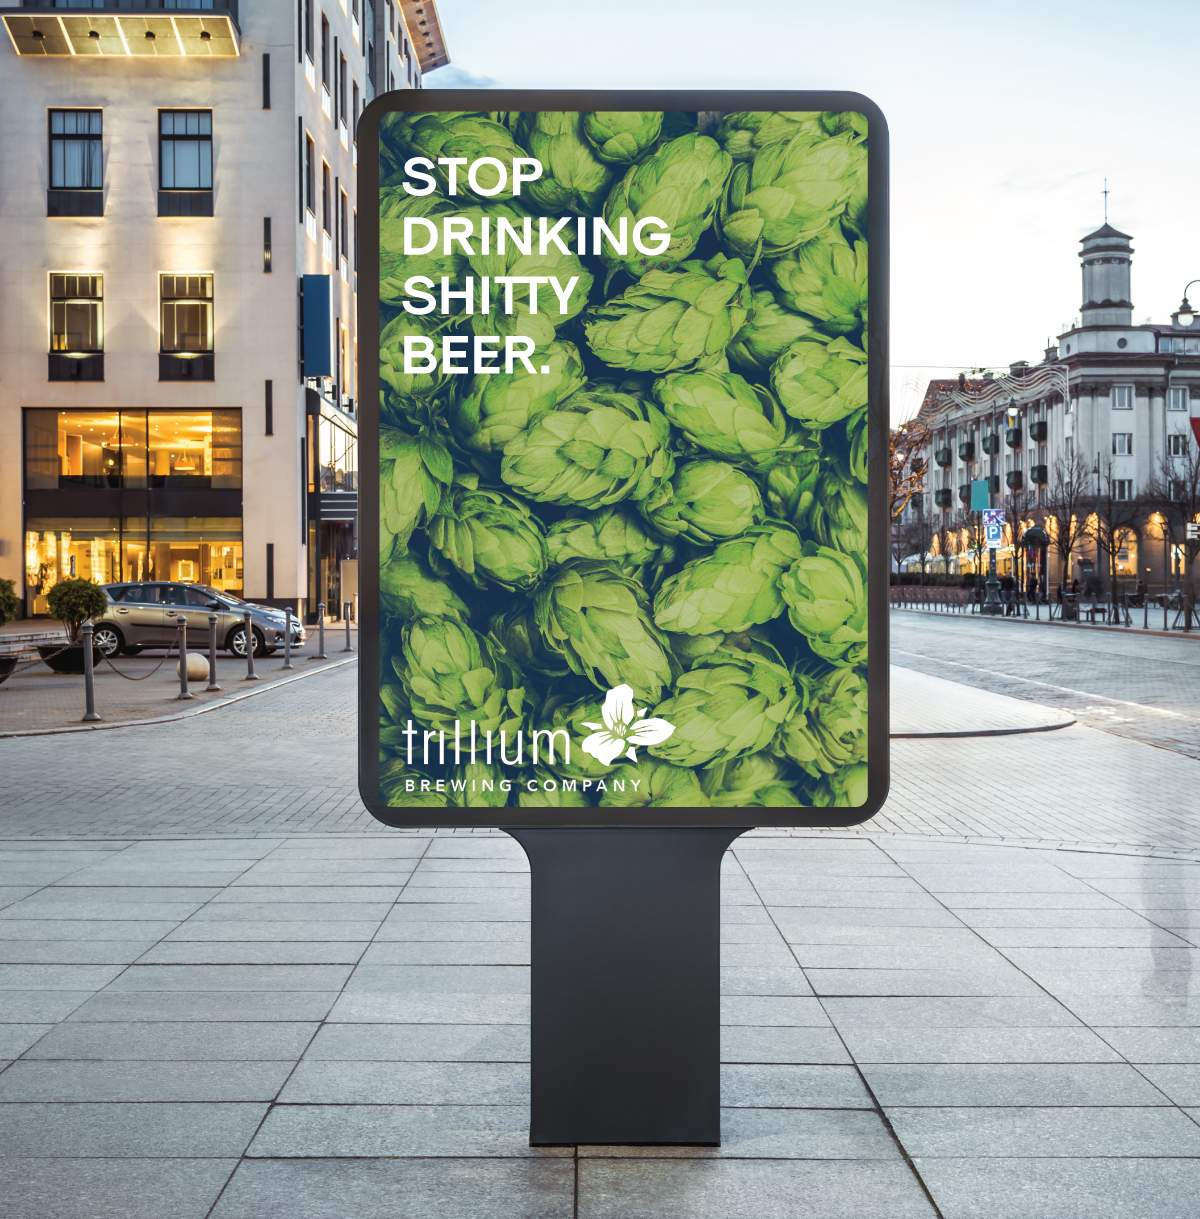 STOP
DRINKING
SHITTY
BEER.
trillium
BREWING COMPANY
P